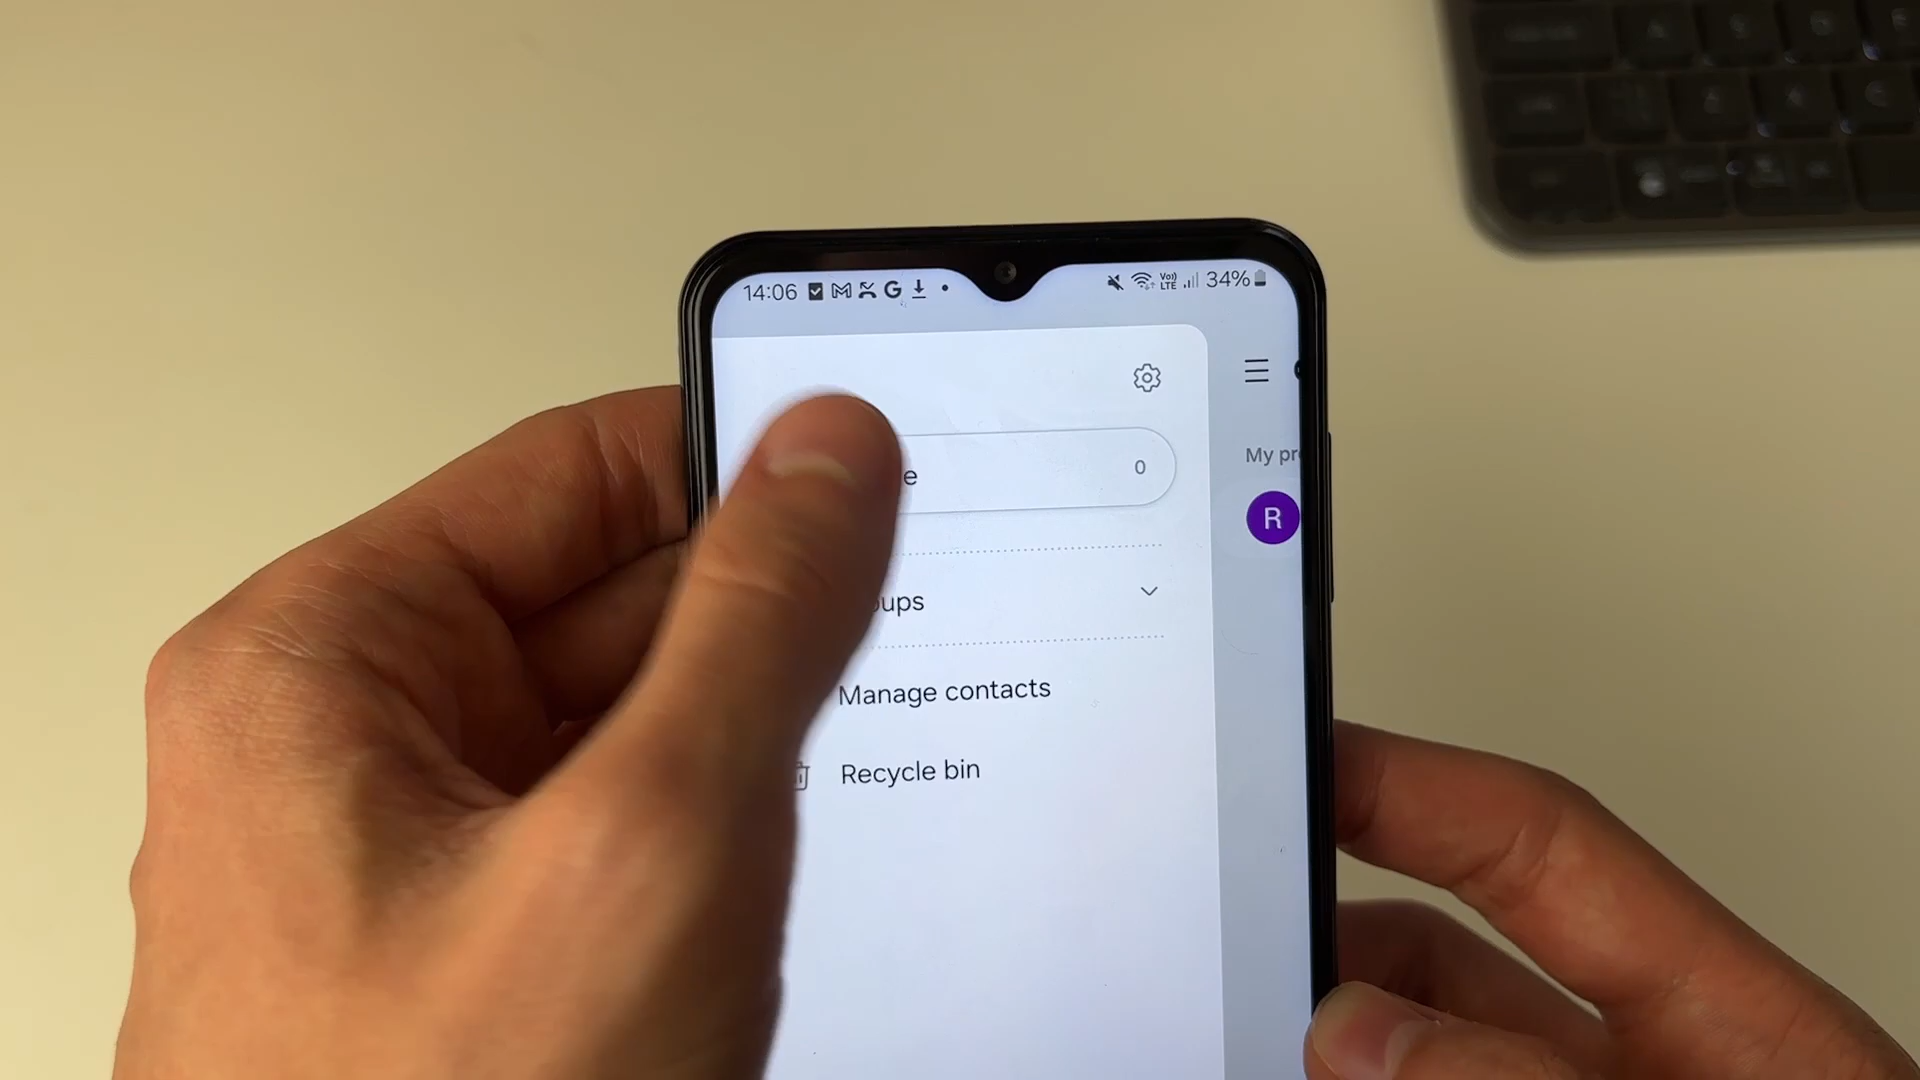 14:06 34%
e 0
oups
Manage contacts
Recycle bin
My pr
R